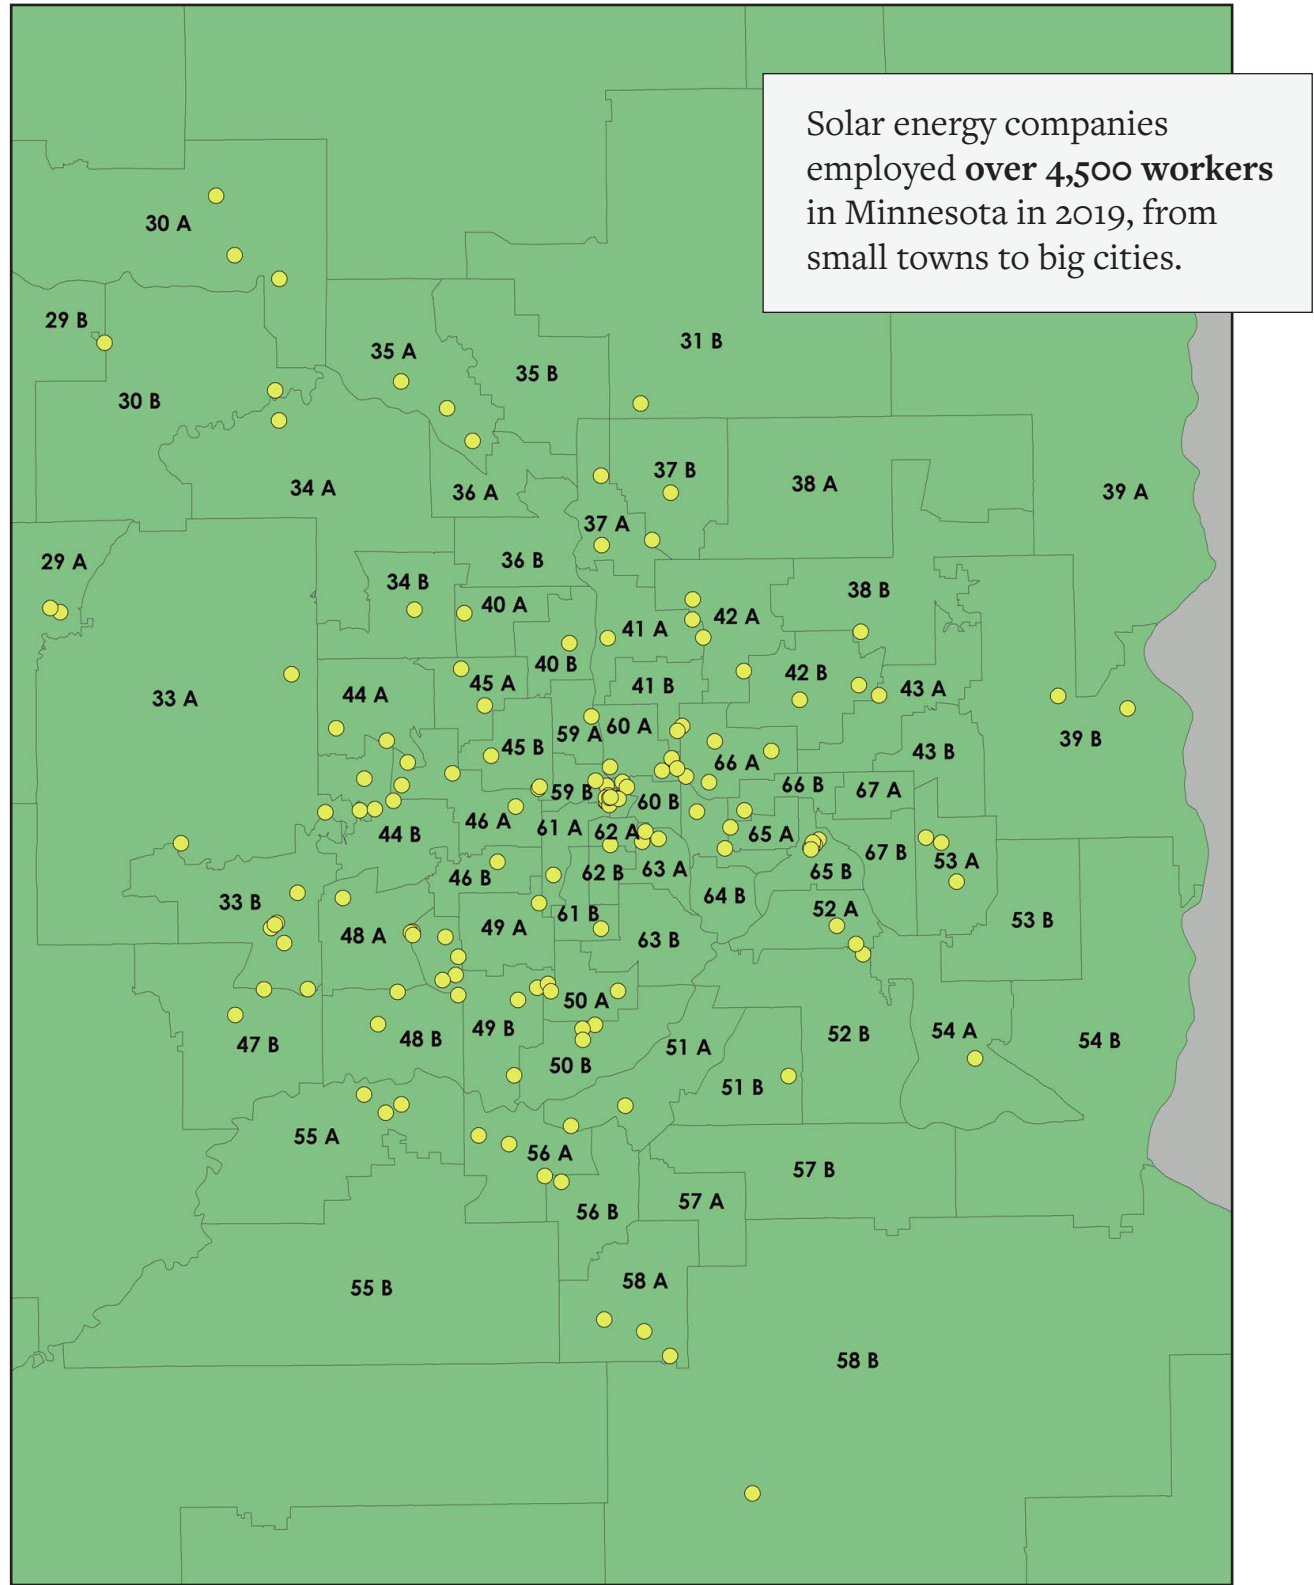 Solar energy companies
employed over 4,500 workers
in Minnesota in 2019, from
small towns to big cities.
30 A
29 B
31 B
35 A
35 B
30 B
37 B
38 A
34 A
36 A
39 A
37 A
29 A
36 B
34 B
38 B
40 A
42 A
41 A
40 B
42 B
45 A
41 B
43 A
33 A
44 A
60 A
59 A
39 B
45 B
43 B
66 A
66 B
67 A
59 B
60 B
46 A
61 A
62 A
65 A
44 B
67 B
53 A
46 B
62 B
63 A
65 B
64 B
33 B
52 A
61 B
53 B
49 A
48 A
63 B
50 A
49 B
54 A
52 B
48 B
54 B
47 B
51 A
50 B
51 B
55 A
56 A
57 B
57 A
56 B
58 A
55 B
58 B